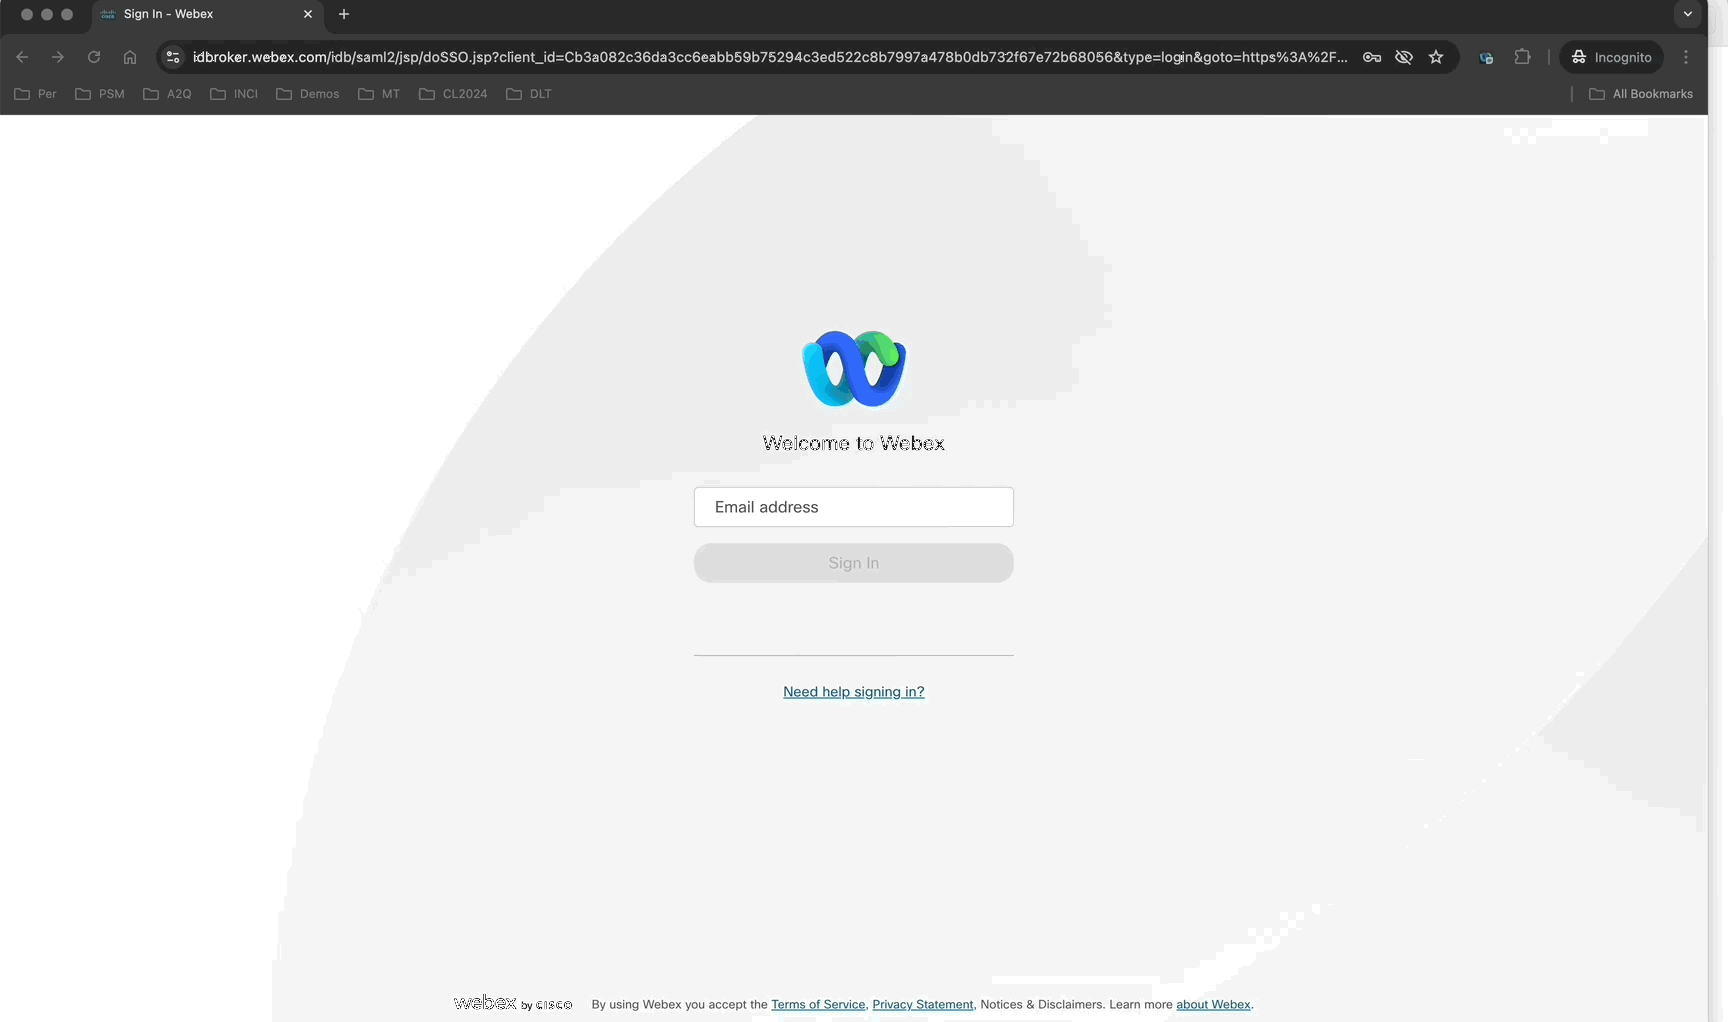 Sign In - Webex
idbroker.webex.com/idb/saml2/jsp/doSSO.jsp?client_id=Cb3a082c36da3cc6eabb59b75294c3ed522c8b7997a478b0db732f67e72b68056&type=login&goto=https%3A%2F...
Incognito
Per PSM A2Q INCI Demos MT CL2024 DLT All Bookmarks
Welcome to Webex
Email address
Sign In
Need help signing in?
webex by cisco By using Webex you accept the Terms of Service, Privacy Statement, Notices & Disclaimers. Learn more about Webex.